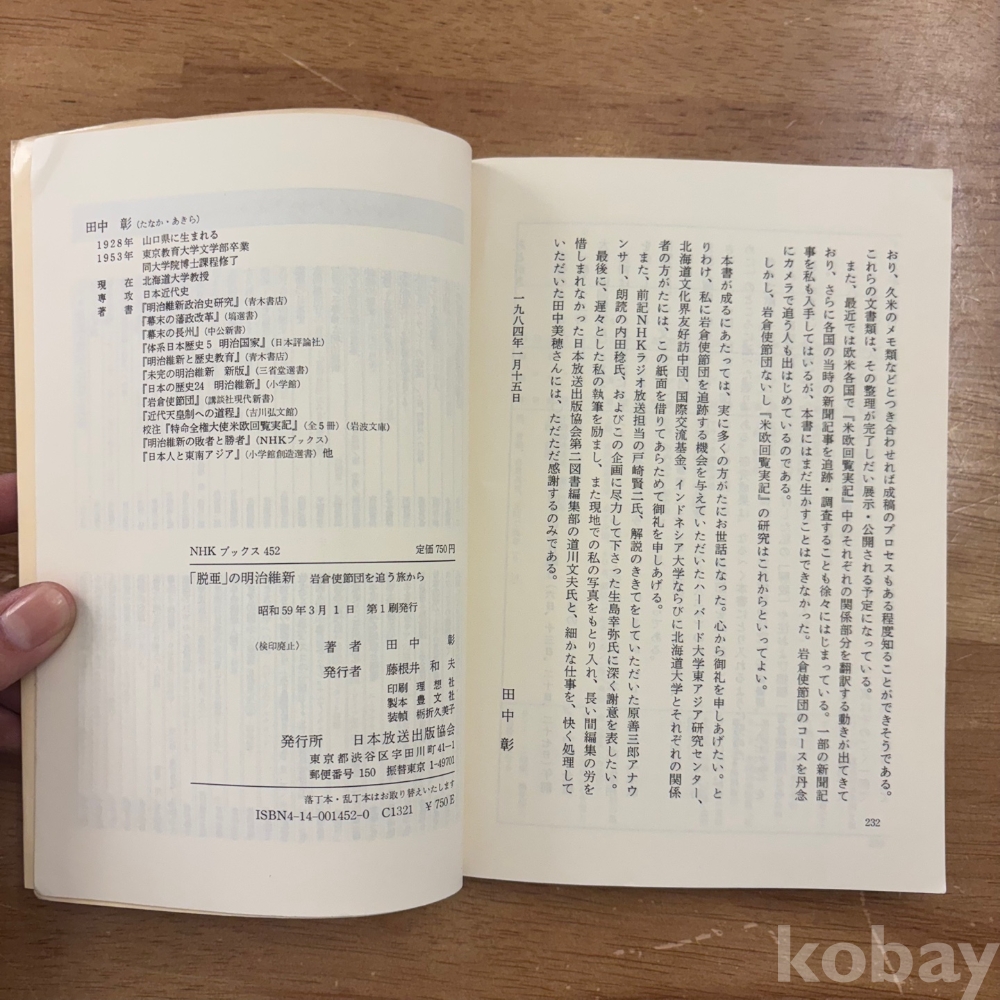 おり、久米のメモ類などとつき合わせれば成稿のプロセスもある程度知ることができそうである。
これらの文書類は、その整理が完了しだい展示・公開される予定になっている。
また、最近では欧米各国で『米欧回覧実記』中のそれぞれの関係部分を翻訳する動きが出てきて
おり、さらに各国の当時の新聞記事を追跡・調査することも徐々にはじまっている。一部の新聞記
事を私も入手してはいるが、本書にはまだ生かすことはできなかった。岩倉使節団のコースを丹念
にカメラで追う人も出はじめているのである。
しかし、岩倉使節団ないし『米欧回覧実記』の研究はこれからといってよい。
本書が成るにあたっては、実に多くの方がたにお世話になった。心から御礼を申しあげたい。と
りわけ、私に岩倉使節団を追跡する機会を与えていただいたハーバード大学東アジア研究センター、
北海道文化界友好訪中団、国際交流基金、インドネシア大学ならびに北海道大学とそれぞれの関係
者の方がたには、この紙面を借りてあらためて御礼を申しあげる。
また、前記NHKラジオ放送担当の戸崎賢二氏、解説のききてをしていただいた原善三郎アナウ
ンサー、朗読の内田稔氏、およびこの企画に尽力して下さった生島幸弥氏に深く謝意を表したい。
最後に、遅々とした私の執筆を励まし、また現地での私の写真をもとり入れ、長い間編集の労を
惜しまれなかった日本放送出版協会第二図書編集部の道川文夫氏と、細かな仕事を、快く処理して
いただいた田中美穂さんには、ただただ感謝するのみである。
一九八四年一月十五日
田中 彰
232
田中 彰(たなか・あきら)
1928年 山口県に生まれる
1953年 東京教育大学文学部卒業
同大学院博士課程修了
現在 北海道大学教授
専攻 日本近代史
著書 『明治維新政治史研究』(青木書店)
『幕末の藩政改革』(塙選書)
『幕末の長州』(中公新書)
『体系日本歴史5 明治国家』(日本評論社)
『明治維新と歴史教育』(青木書店)
『未完の明治維新 新版』(三省堂選書)
『日本の歴史24 明治維新』(小学館)
『岩倉使節団』(講談社現代新書)
『近代天皇制への道程』(吉川弘文館)
校注『特命全権大使米欧回覧実記』(全5冊)(岩波文庫)
『明治維新の敗者と勝者』(NHKブックス)
『日本人と東南アジア』(小学館創造選書)他
NHKブックス 452 定価750円
「脱亜」の明治維新 岩倉使節団を追う旅から
昭和59年3月1日 第1刷発行
〈検印廃止〉 著者 田中 彰
発行者 藤根井和夫
印刷 理想社
製本 豊文社
装幀 栃折久美子
発行所 日本放送出版協会
東京都渋谷区宇田川町41-1
郵便番号 150 振替東京 1-49701
落丁本・乱丁本はお取り替えいたします
ISBN4-14-001452-0 C1321 ￥750E
kobay